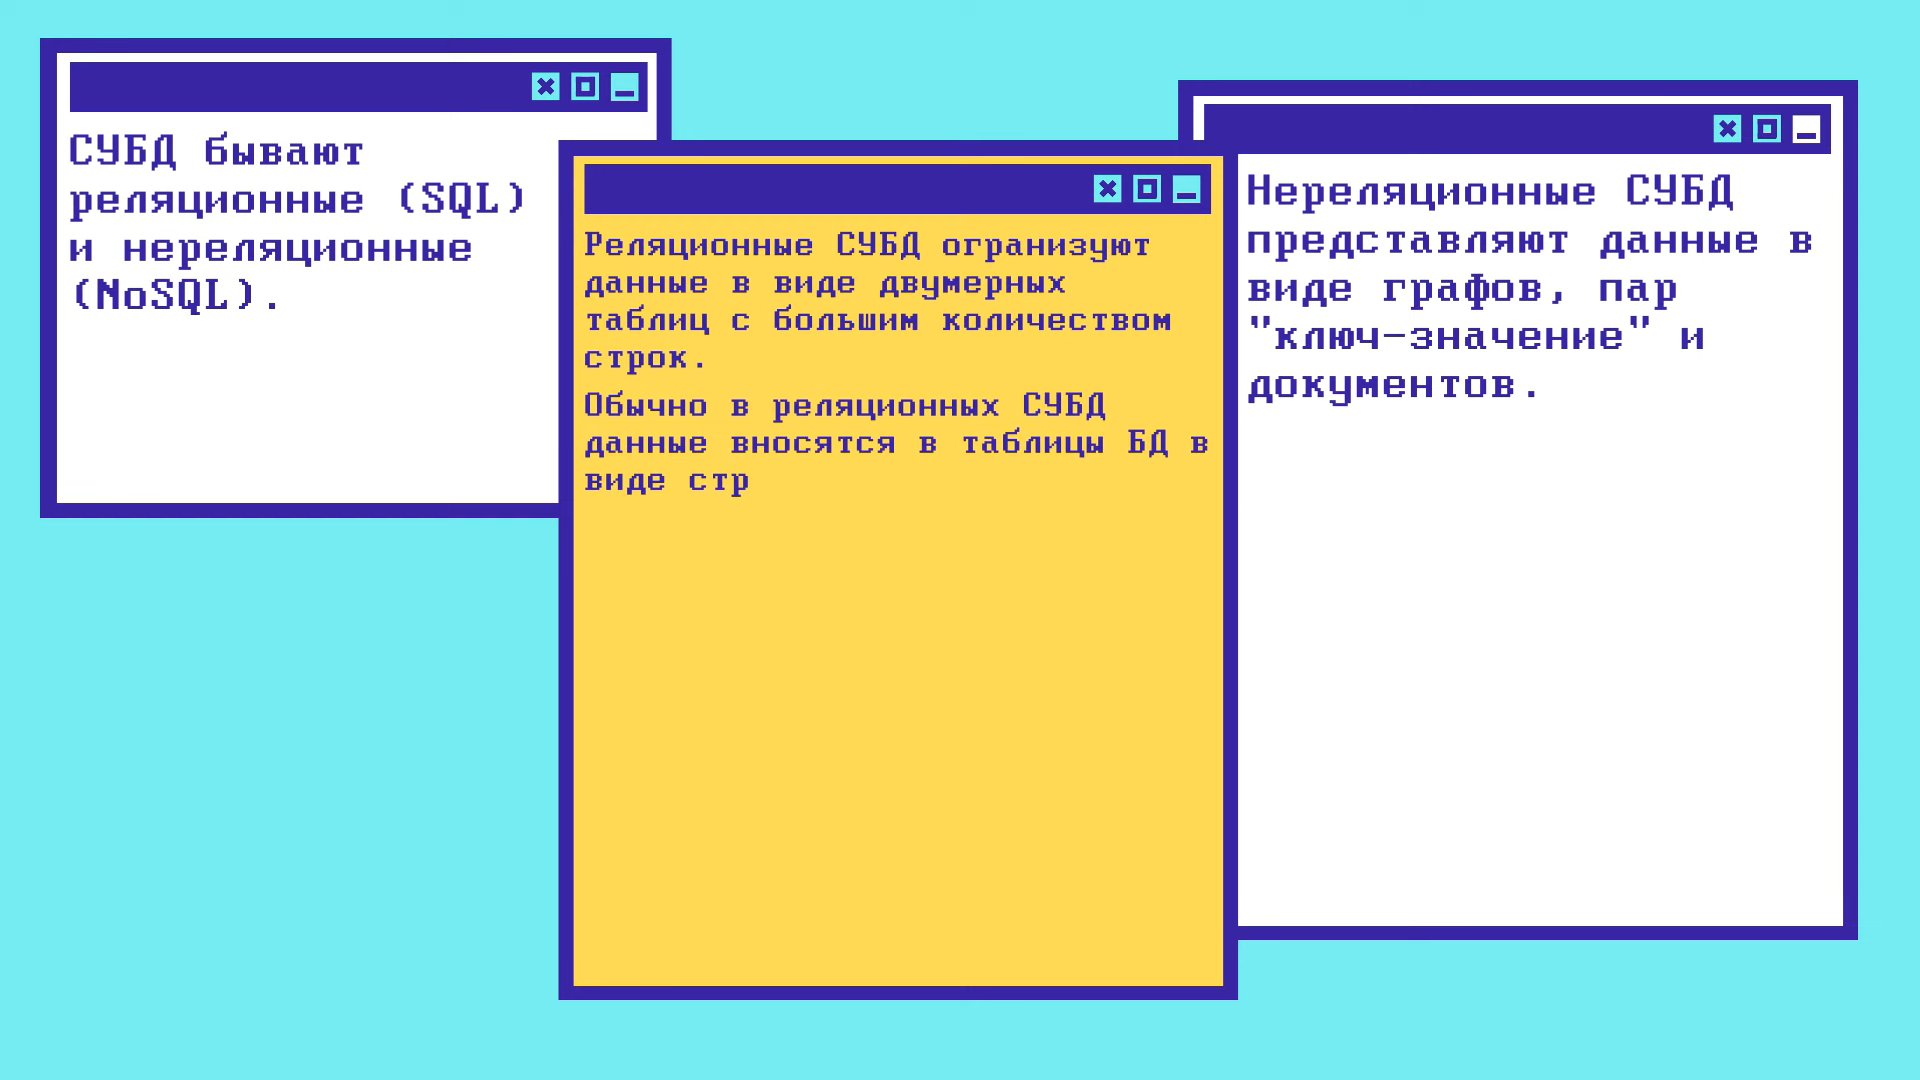 СУБД бывают
реляционные (SQL)
и нереляционные
(NoSQL).
Реляционные СУБД огранизуют
данные в виде двумерных
таблиц с большим количеством
строк.
Обычно в реляционных СУБД
данные вносятся в таблицы БД в
виде стр
Нереляционные СУБД
представляют данные в
виде графов, пар
"ключ-значение" и
документов.